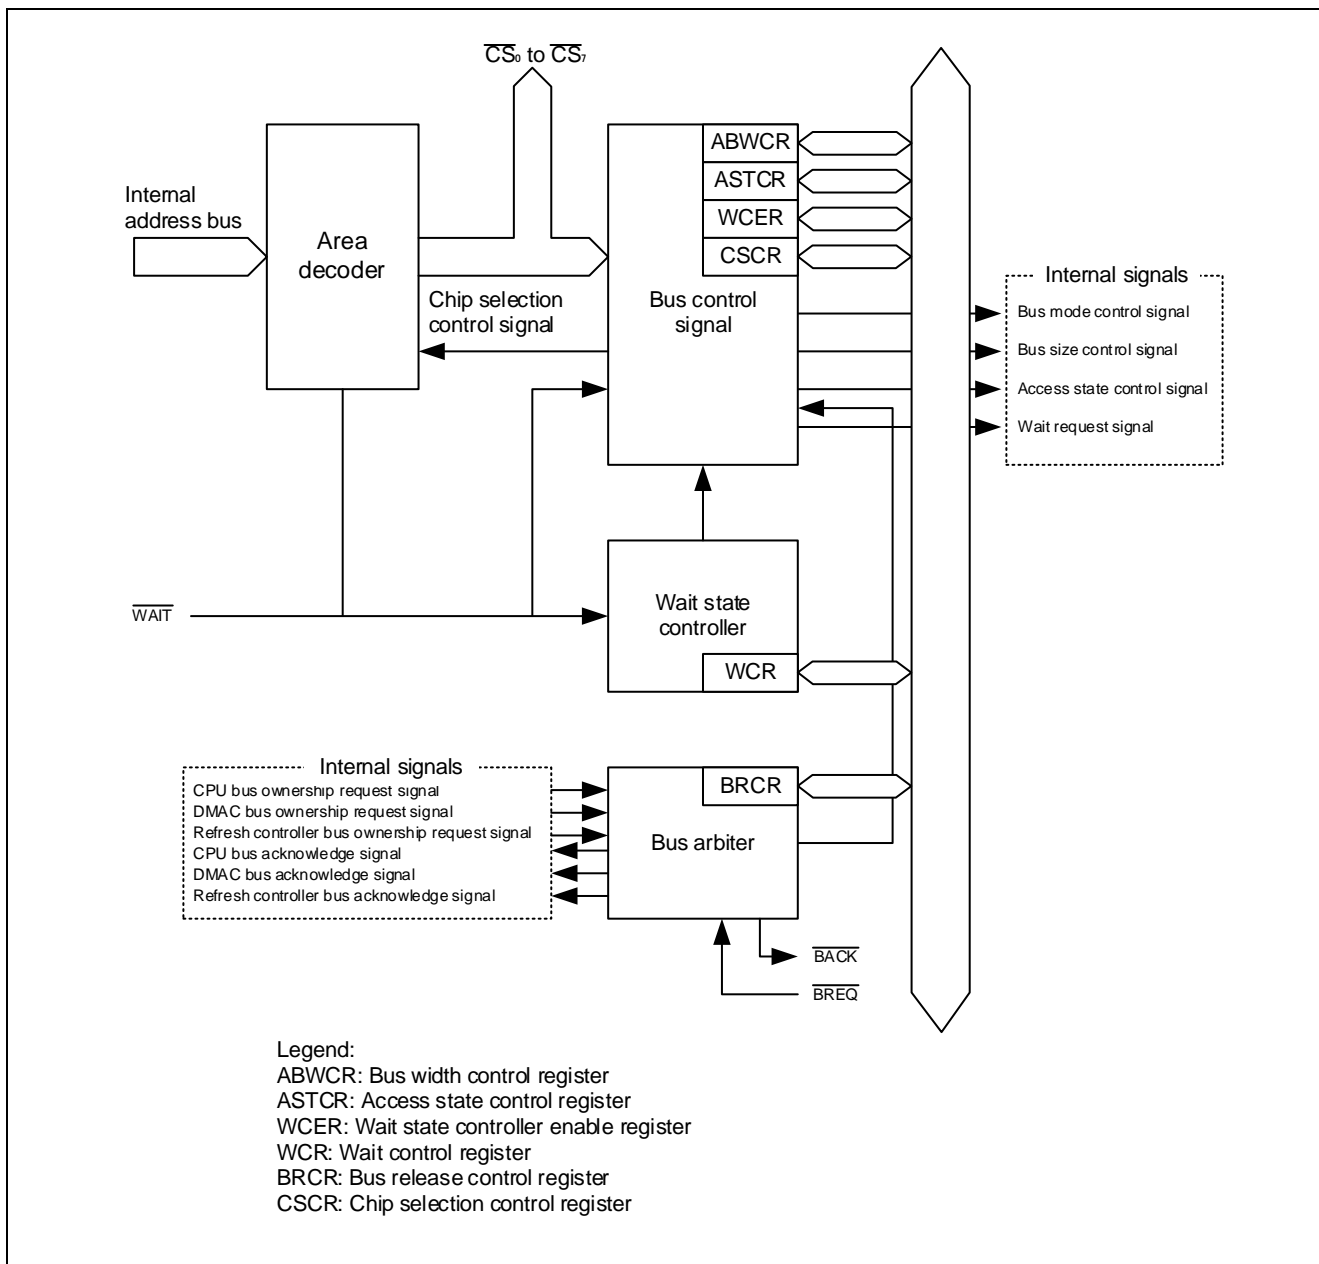 C̅S̅₀ to C̅S̅₇
Internal
address bus
Area
decoder
Chip selection
control signal
ABWCR
ASTCR
WCER
CSCR
Bus control
signal
Internal signals
Bus mode control signal
Bus size control signal
Access state control signal
Wait request signal
W̅A̅I̅T̅
Wait state
controller
WCR
Internal signals
CPU bus ownership request signal
DMAC bus ownership request signal
Refresh controller bus ownership request signal
CPU bus acknowledge signal
DMAC bus acknowledge signal
Refresh controller bus acknowledge signal
BRCR
Bus arbiter
B̅A̅C̅K̅
B̅R̅E̅Q̅
Legend:
ABWCR: Bus width control register
ASTCR: Access state control register
WCER: Wait state controller enable register
WCR: Wait control register
BRCR: Bus release control register
CSCR: Chip selection control register